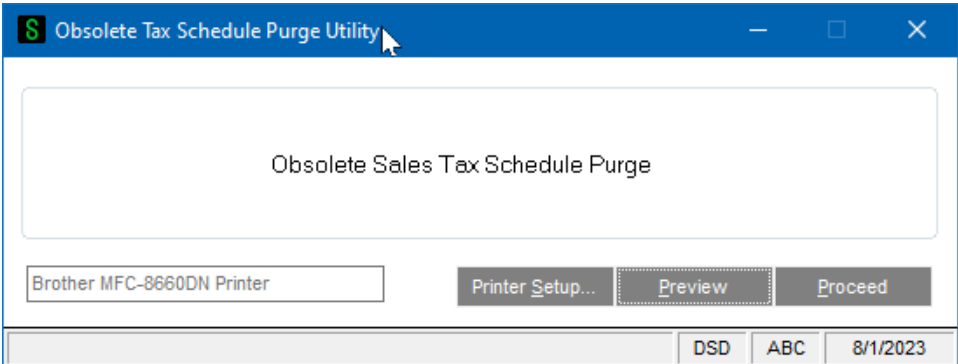 S Obsolete Tax Schedule Purge Utility
Obsolete Sales Tax Schedule Purge
Brother MFC-8660DN Printer Printer Setup... Preview Proceed
DSD ABC 8/1/2023